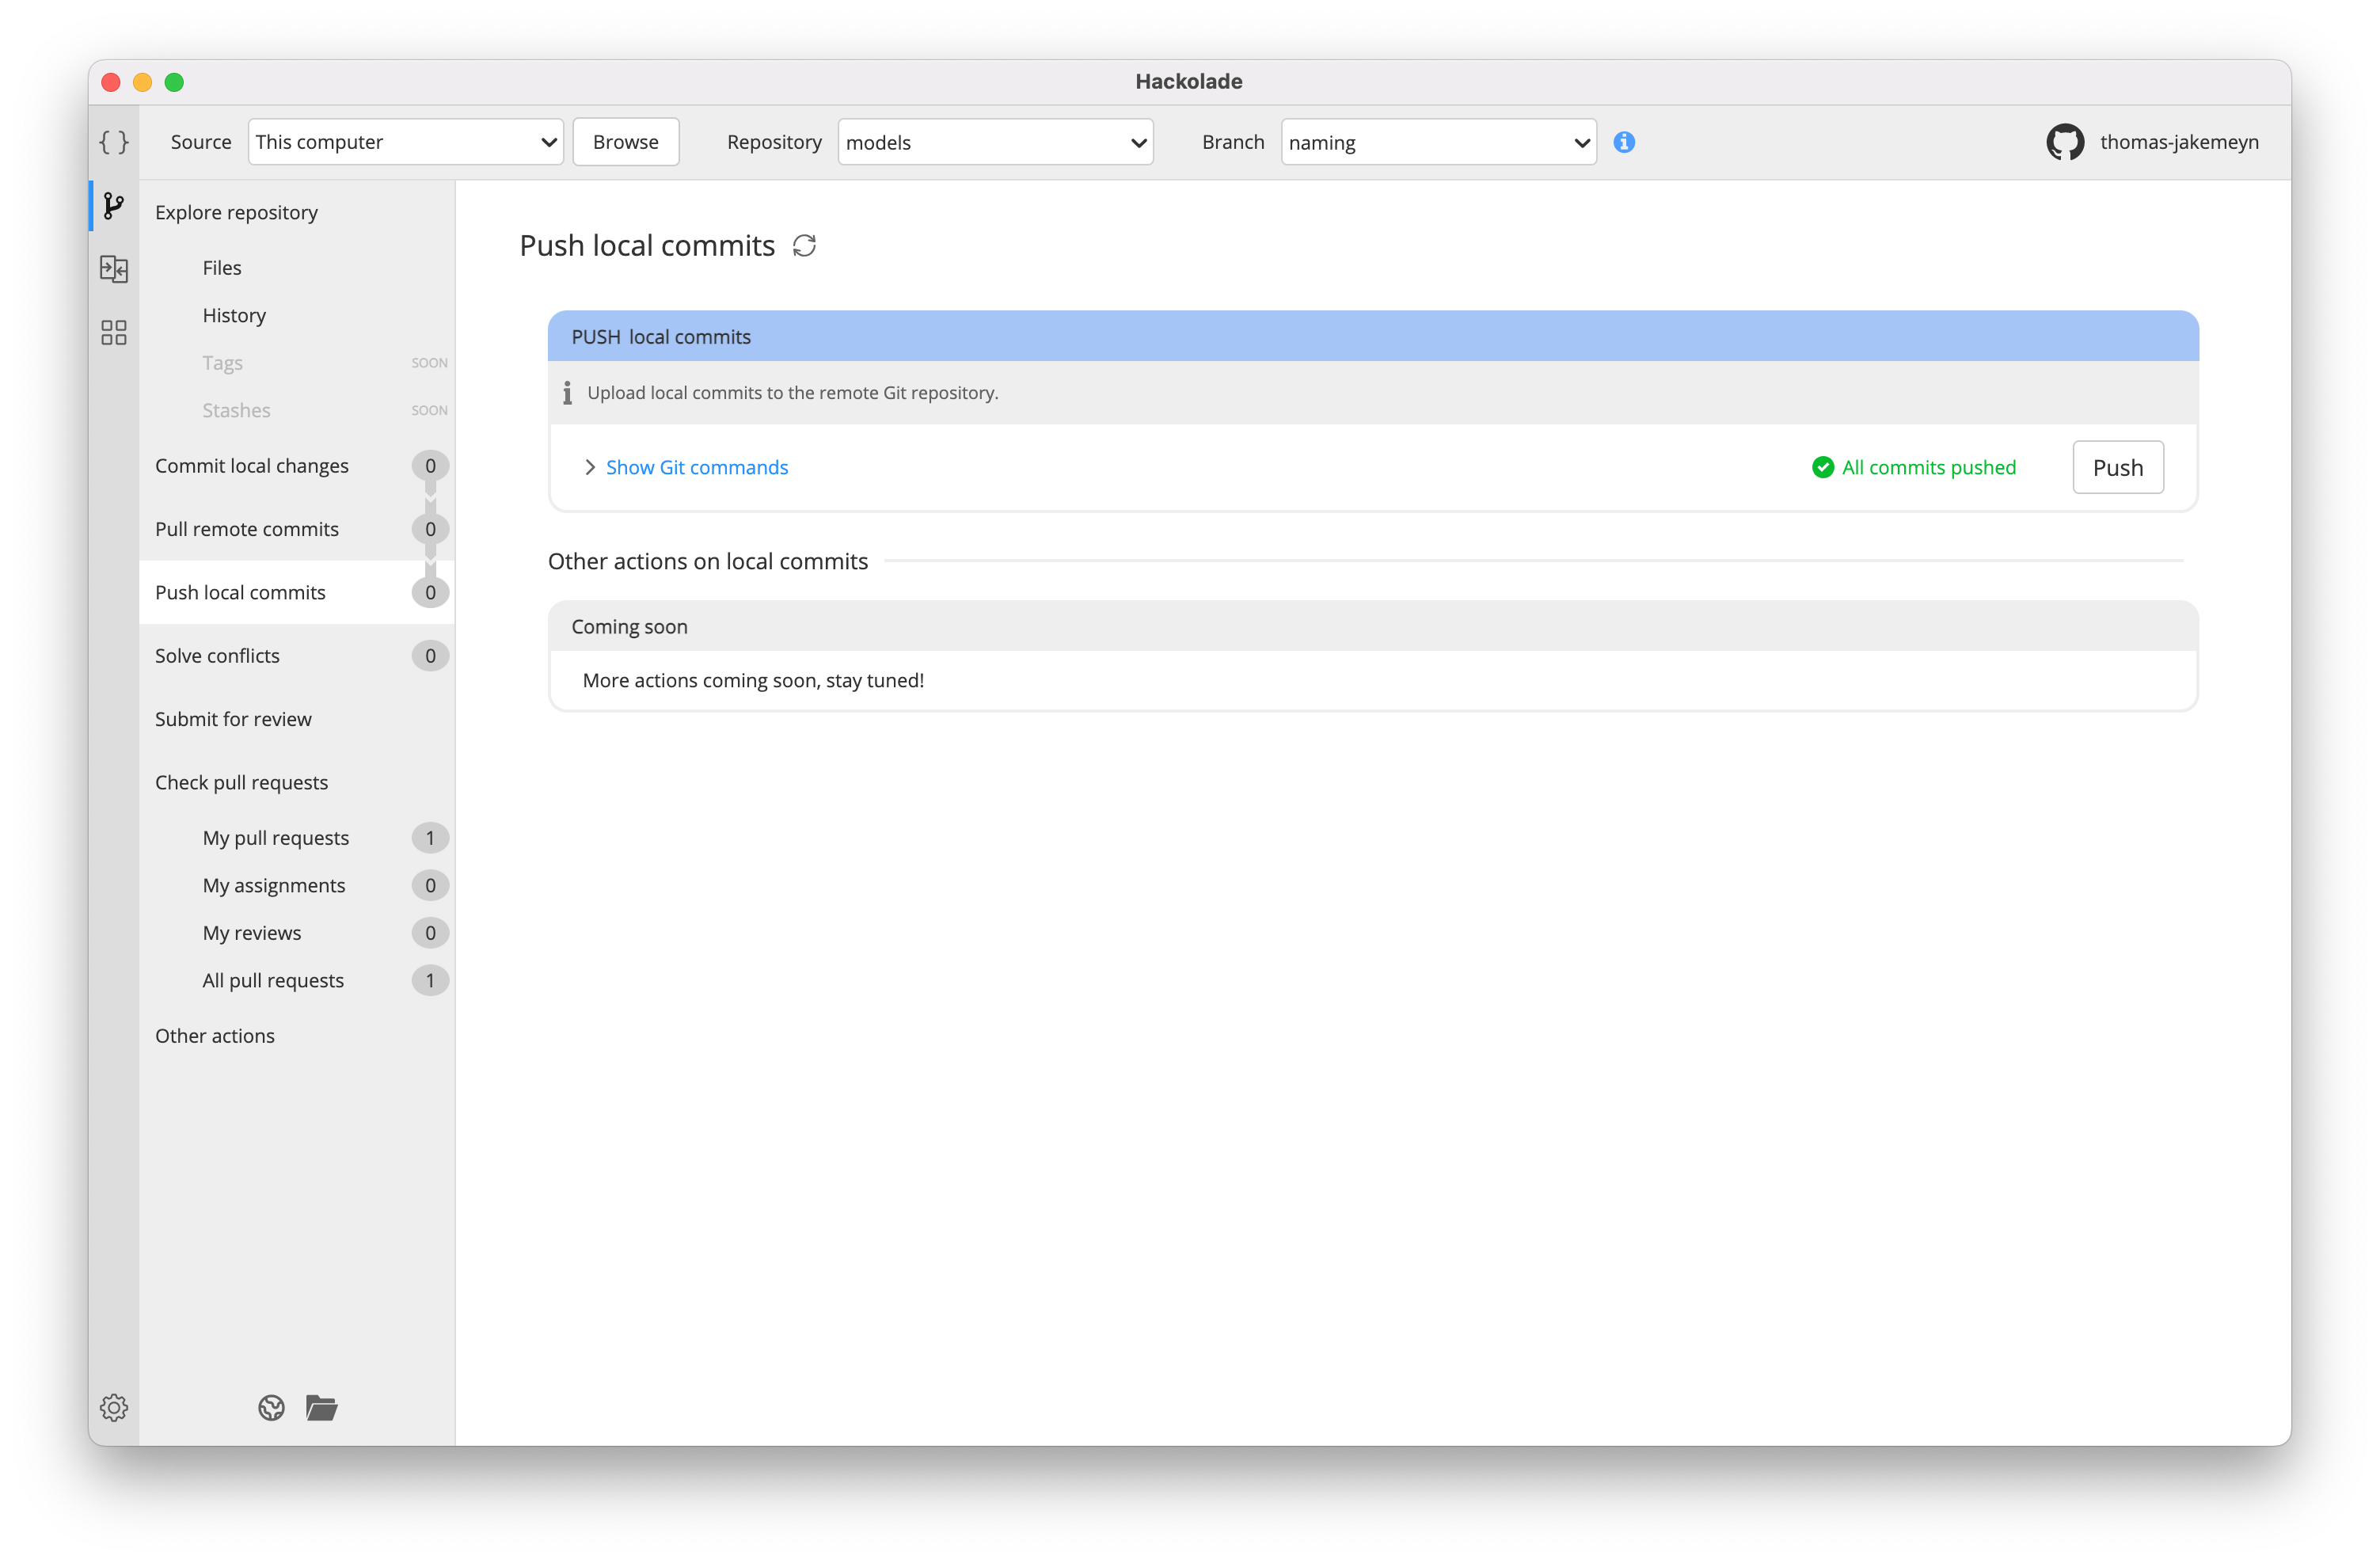 Hackolade
Source This computer Browse Repository models Branch naming thomas-jakemeyn
Explore repository
Files
History
Tags SOON
Stashes SOON
Commit local changes 0
Pull remote commits 0
Push local commits 0
Solve conflicts 0
Submit for review
Check pull requests
My pull requests 1
My assignments 0
My reviews 0
All pull requests 1
Other actions
Push local commits
PUSH local commits
Upload local commits to the remote Git repository.
Show Git commands All commits pushed Push
Other actions on local commits
Coming soon
More actions coming soon, stay tuned!